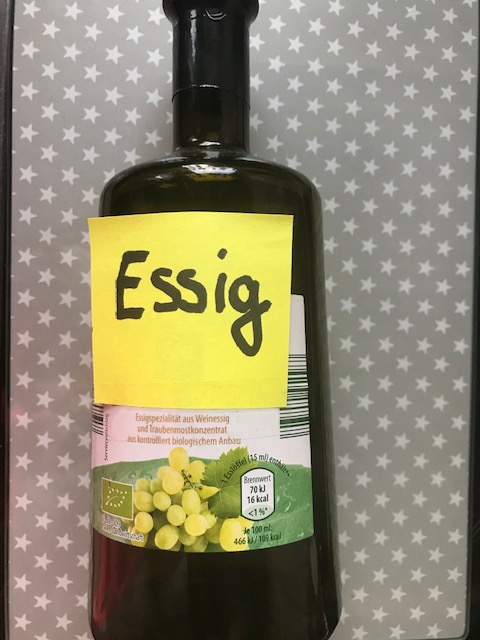 Essig
Essigspezialität aus Weinessig
und Traubenmostkonzentrat
aus kontrolliert biologischem Anbau
1 Esslöffel (15 ml) enthält:
Brennwert
70 kJ
16 kcal
<1%*
Je 100 ml:
466 kJ / 109 kcal